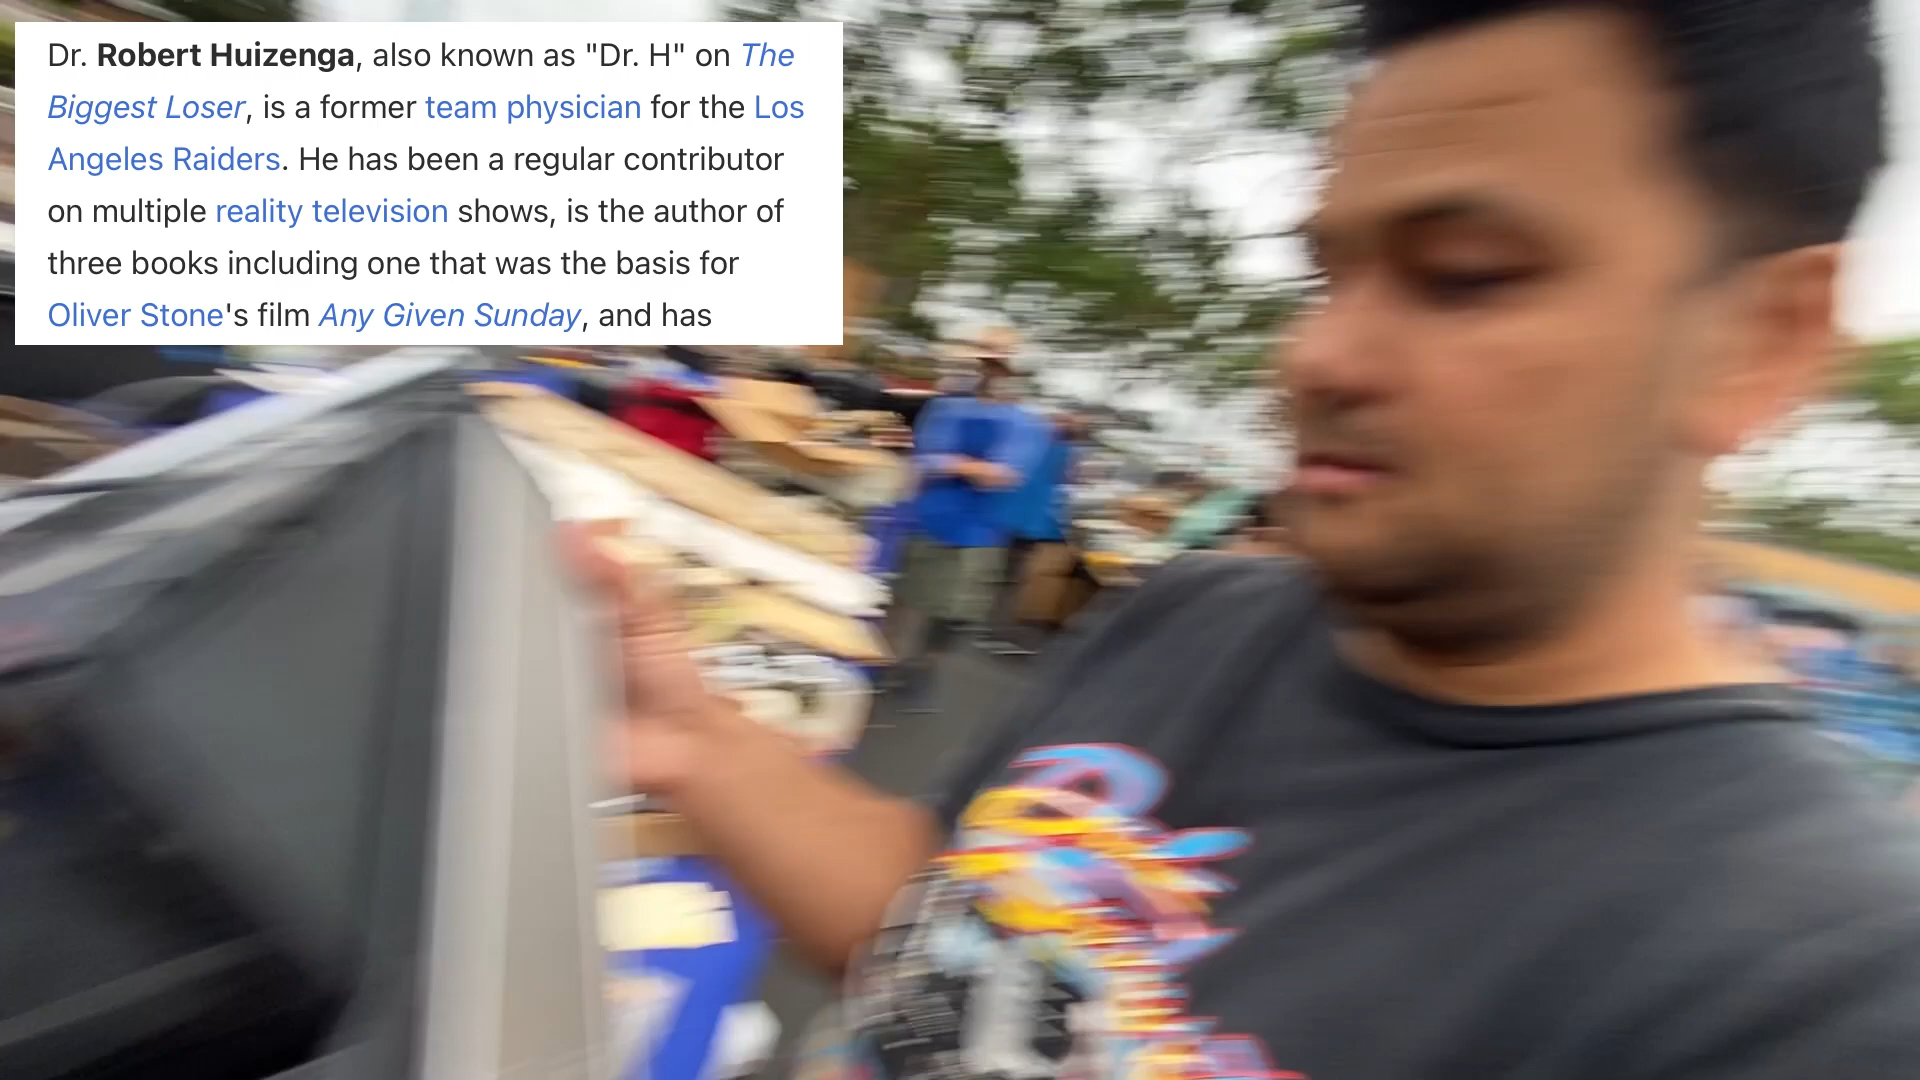 Dr. Robert Huizenga, also known as "Dr. H" on The
Biggest Loser, is a former team physician for the Los
Angeles Raiders. He has been a regular contributor
on multiple reality television shows, is the author of
three books including one that was the basis for
Oliver Stone's film Any Given Sunday, and has